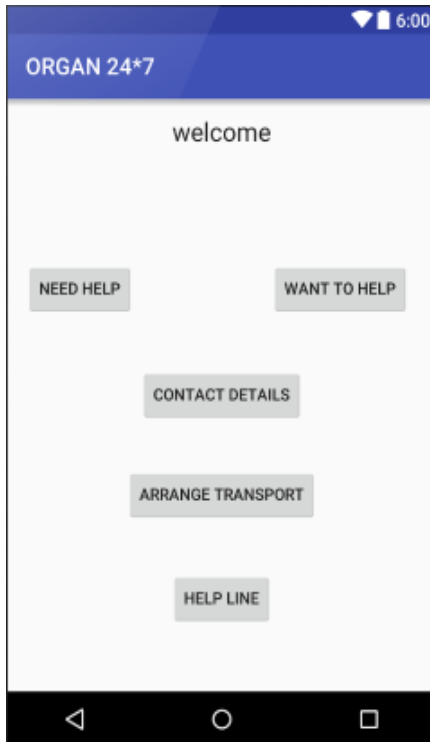 6:00
ORGAN 24*7
welcome
NEED HELP WANT TO HELP
CONTACT DETAILS
ARRANGE TRANSPORT
HELP LINE